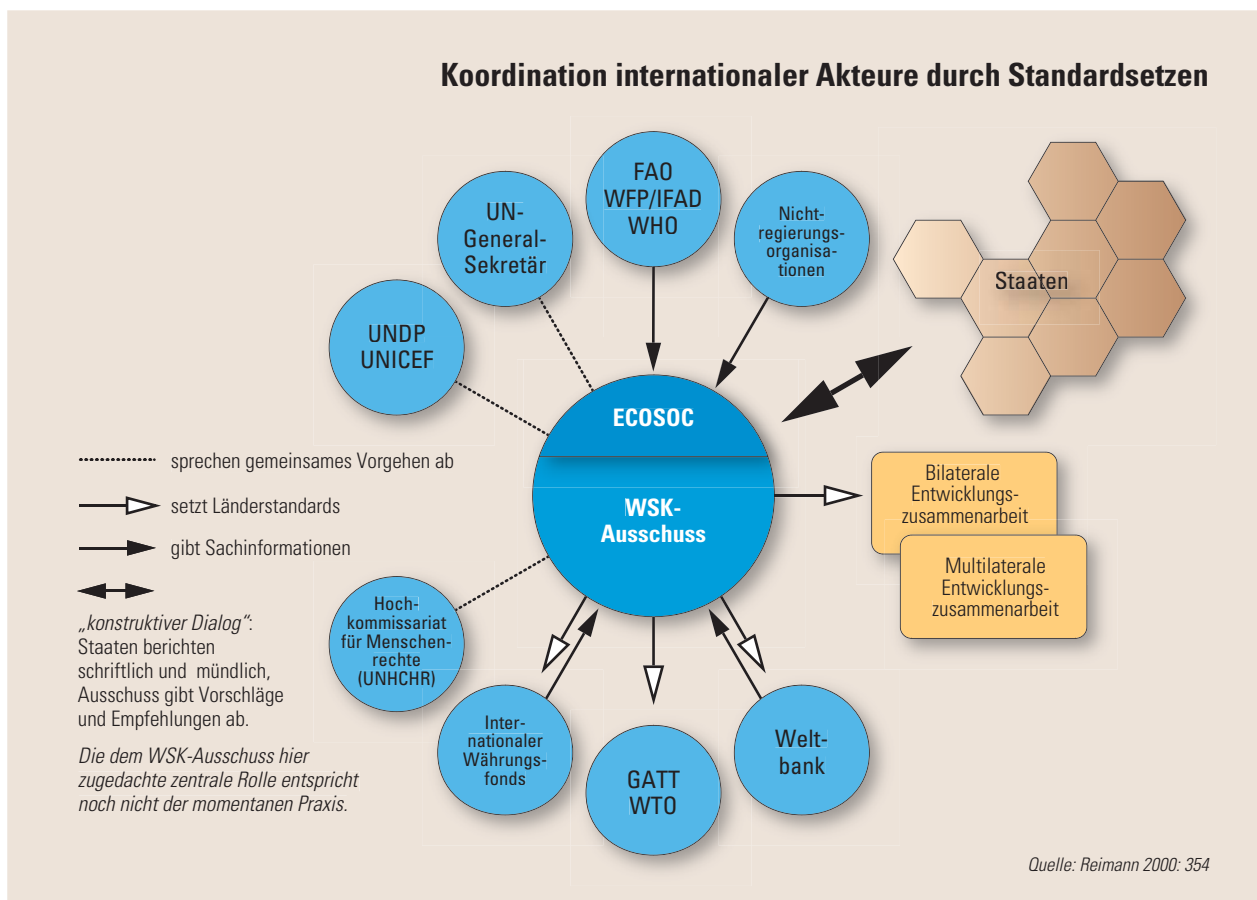 Koordination internationaler Akteure durch Standardsetzen
FAO
WFP/IFAD
WHO
UN-
General-
Sekretär
Nicht-
regierungs-
organisa-
tionen
Staaten
UNDP
UNICEF
ECOSOC
WSK-
Ausschuss
Bilaterale
Entwicklungs-
zusammenarbeit
Multilaterale
Entwicklungs-
zusammenarbeit
sprechen gemeinsames Vorgehen ab
setzt Länderstandards
gibt Sachinformationen
„konstruktiver Dialog“:
Staaten berichten
schriftlich und mündlich,
Ausschuss gibt Vorschläge
und Empfehlungen ab.
Die dem WSK-Ausschuss hier
zugedachte zentrale Rolle entspricht
noch nicht der momentanen Praxis.
Hoch-
kommissariat
für Menschen-
rechte
(UNHCHR)
Inter-
nationaler
Währungs-
fonds
GATT
WTO
Welt-
bank
Quelle: Reimann 2000: 354